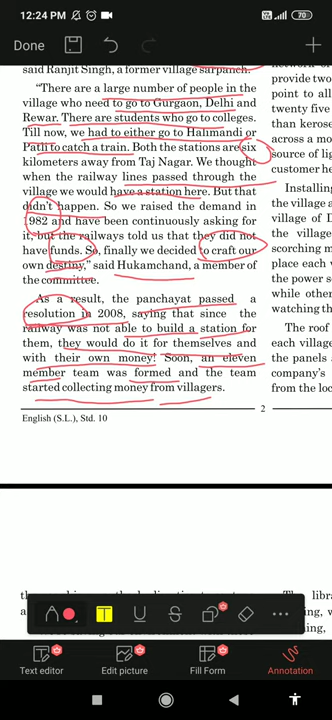 12:24 PM
70
Done
said Ranjit Singh, a former village sarpanch.
"There are a large number of people in the
village who need to go to Gurgaon, Delhi and
Rewar. There are students who go to colleges.
Till now, we had to either go to Halinandi or
Patli to catch a train. Both the stations are six
kilometers away from Taj Nagar. We thought
when the railway lines passed through the
village we would have a station here. But that
didn't happen. So we raised the demand in
1982 and have been continuously asking for
it, but the railways told us that they did not
have funds. So, finally we decided to craft our
own destiny," said Hukamchand, a member of
the committee.
As a result, the panchayat passed a
resolution in 2008, saying that since the
railway was not able to build a station for
them, they would do it for themselves and
with their own money! Soon, an eleven
member team was formed and the team
started collecting money from villagers.
provide two
point to all
twenty five
than kerose
across a mo
source of lig
customer he
Installing
the village a
village of D
the village
scorching m
place each v
the power s
while other
watching th
The roof
each village
the panels
company's
from the loc
2
English (S.L.), Std. 10
Text editor
Edit picture
Fill Form
Annotation